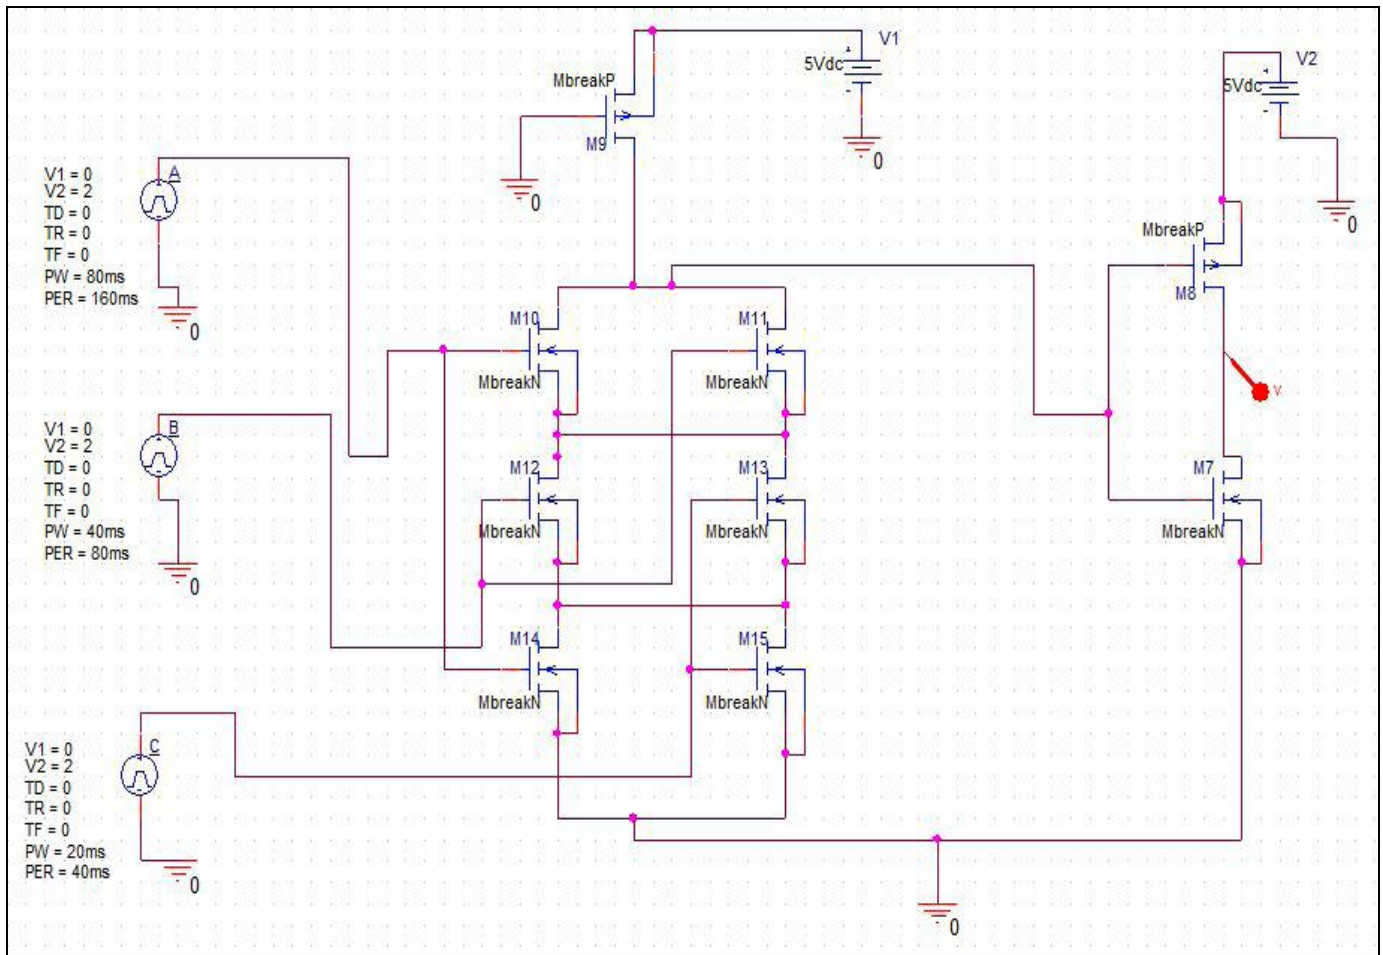 V1
5Vdc
+
-
0
V2
5Vdc
+
-
0
MbreakP
M9
0
A
V1 = 0
V2 = 2
TD = 0
TR = 0
TF = 0
PW = 80ms
PER = 160ms
0
MbreakP
M8
M10
MbreakN
M11
MbreakN
V
B
V1 = 0
V2 = 2
TD = 0
TR = 0
TF = 0
PW = 40ms
PER = 80ms
0
M12
MbreakN
M13
MbreakN
M7
MbreakN
M14
MbreakN
M15
MbreakN
C
V1 = 0
V2 = 2
TD = 0
TR = 0
TF = 0
PW = 20ms
PER = 40ms
0
0